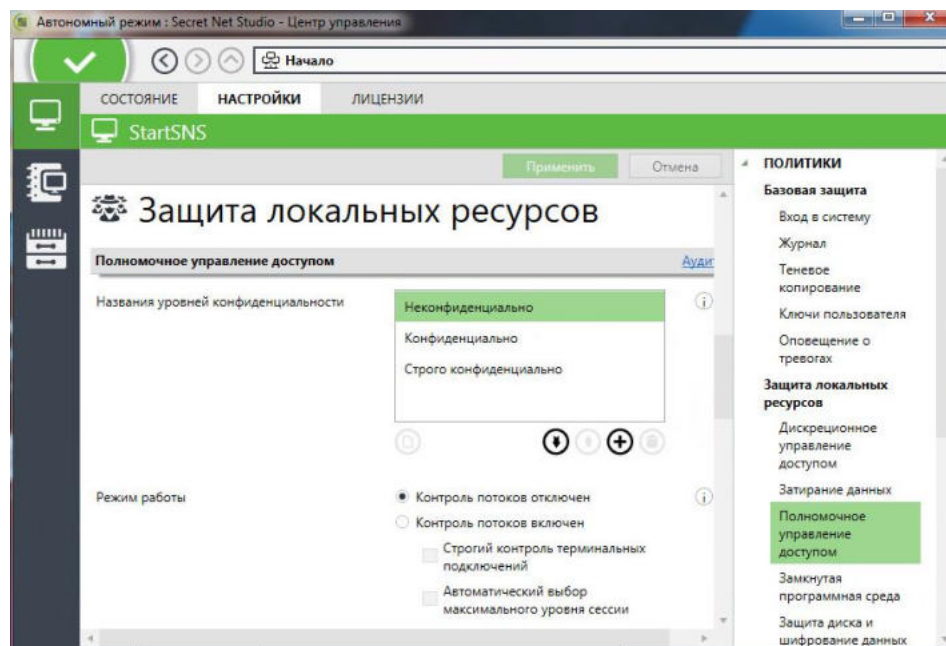 Автономный режим : Secret Net Studio - Центр управления
Начало
СОСТОЯНИЕ НАСТРОЙКИ ЛИЦЕНЗИИ
StartSNS
Применить Отмена
Защита локальных ресурсов
Полномочное управление доступом Аудит
Названия уровней конфиденциальности
Неконфиденциально
Конфиденциально
Строго конфиденциально
Режим работы
Контроль потоков отключен
Контроль потоков включен
Строгий контроль терминальных
подключений
Автоматический выбор
максимального уровня сессии
ПОЛИТИКИ
Базовая защита
Вход в систему
Журнал
Теневое
копирование
Ключи пользователя
Оповещение о
тревогах
Защита локальных
ресурсов
Дискреционное
управление
доступом
Затирание данных
Полномочное
управление
доступом
Замкнутая
программная среда
Защита диска и
шифрование данных